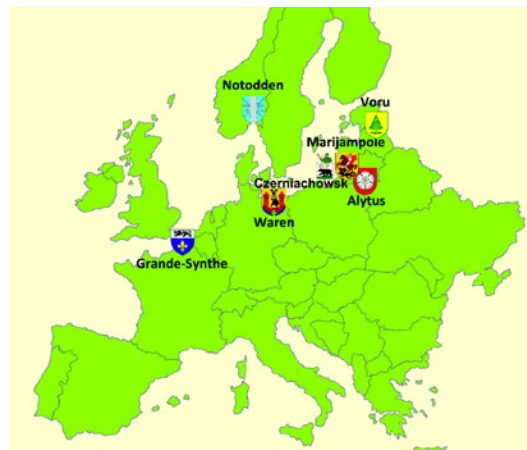 Notodden
Voru
Marijampole
Czerniachowsk
Alytus
Waren
Grande-Synthe